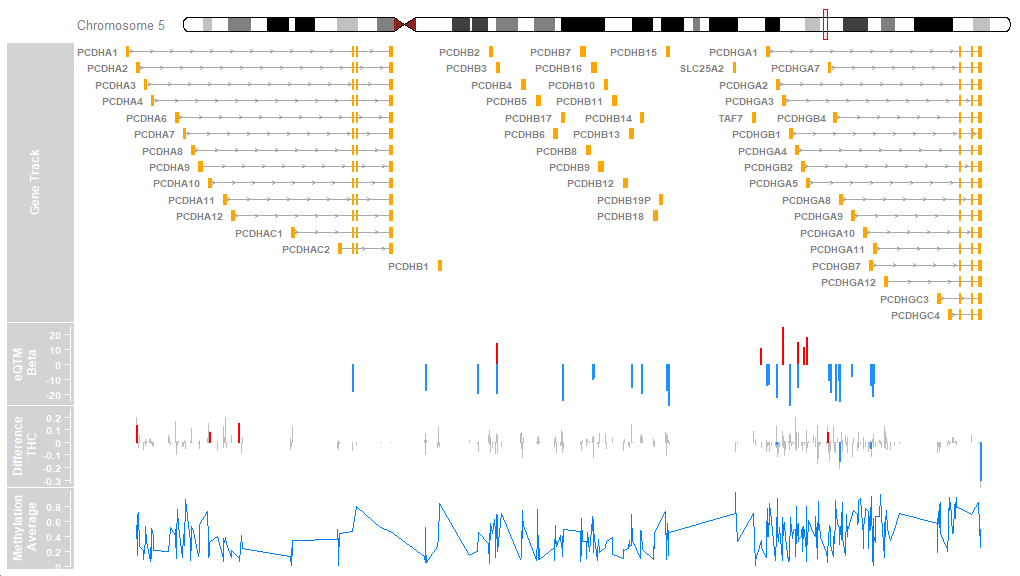 Chromosome 5
Gene Track
PCDHA1 PCDHB2 PCDHB7 PCDHB15 PCDHGA1
PCDHA2 PCDHB3 PCDHB16 SLC25A2 PCDHGA7
PCDHA3 PCDHB4 PCDHB10 PCDHGA2
PCDHA4 PCDHB5 PCDHB11 PCDHGA3
PCDHA6 PCDHB17 PCDHB14 TAF7 PCDHGB4
PCDHA7 PCDHB6 PCDHB13 PCDHGB1
PCDHA8 PCDHB8 PCDHGA4
PCDHA9 PCDHB9 PCDHGB2
PCDHA10 PCDHB12 PCDHGA5
PCDHA11 PCDHB19P PCDHGA8
PCDHA12 PCDHB18 PCDHGA9
PCDHAC1 PCDHGA10
PCDHAC2 PCDHGA11
PCDHB1 PCDHGB7
PCDHGA12
PCDHGC3
PCDHGC4
eQTM
Beta
20
10
0
-10
-20
Difference
THC
0.2
0.1
0
-0.1
-0.2
-0.3
Methylation
Average
0.8
0.6
0.4
0.2
0